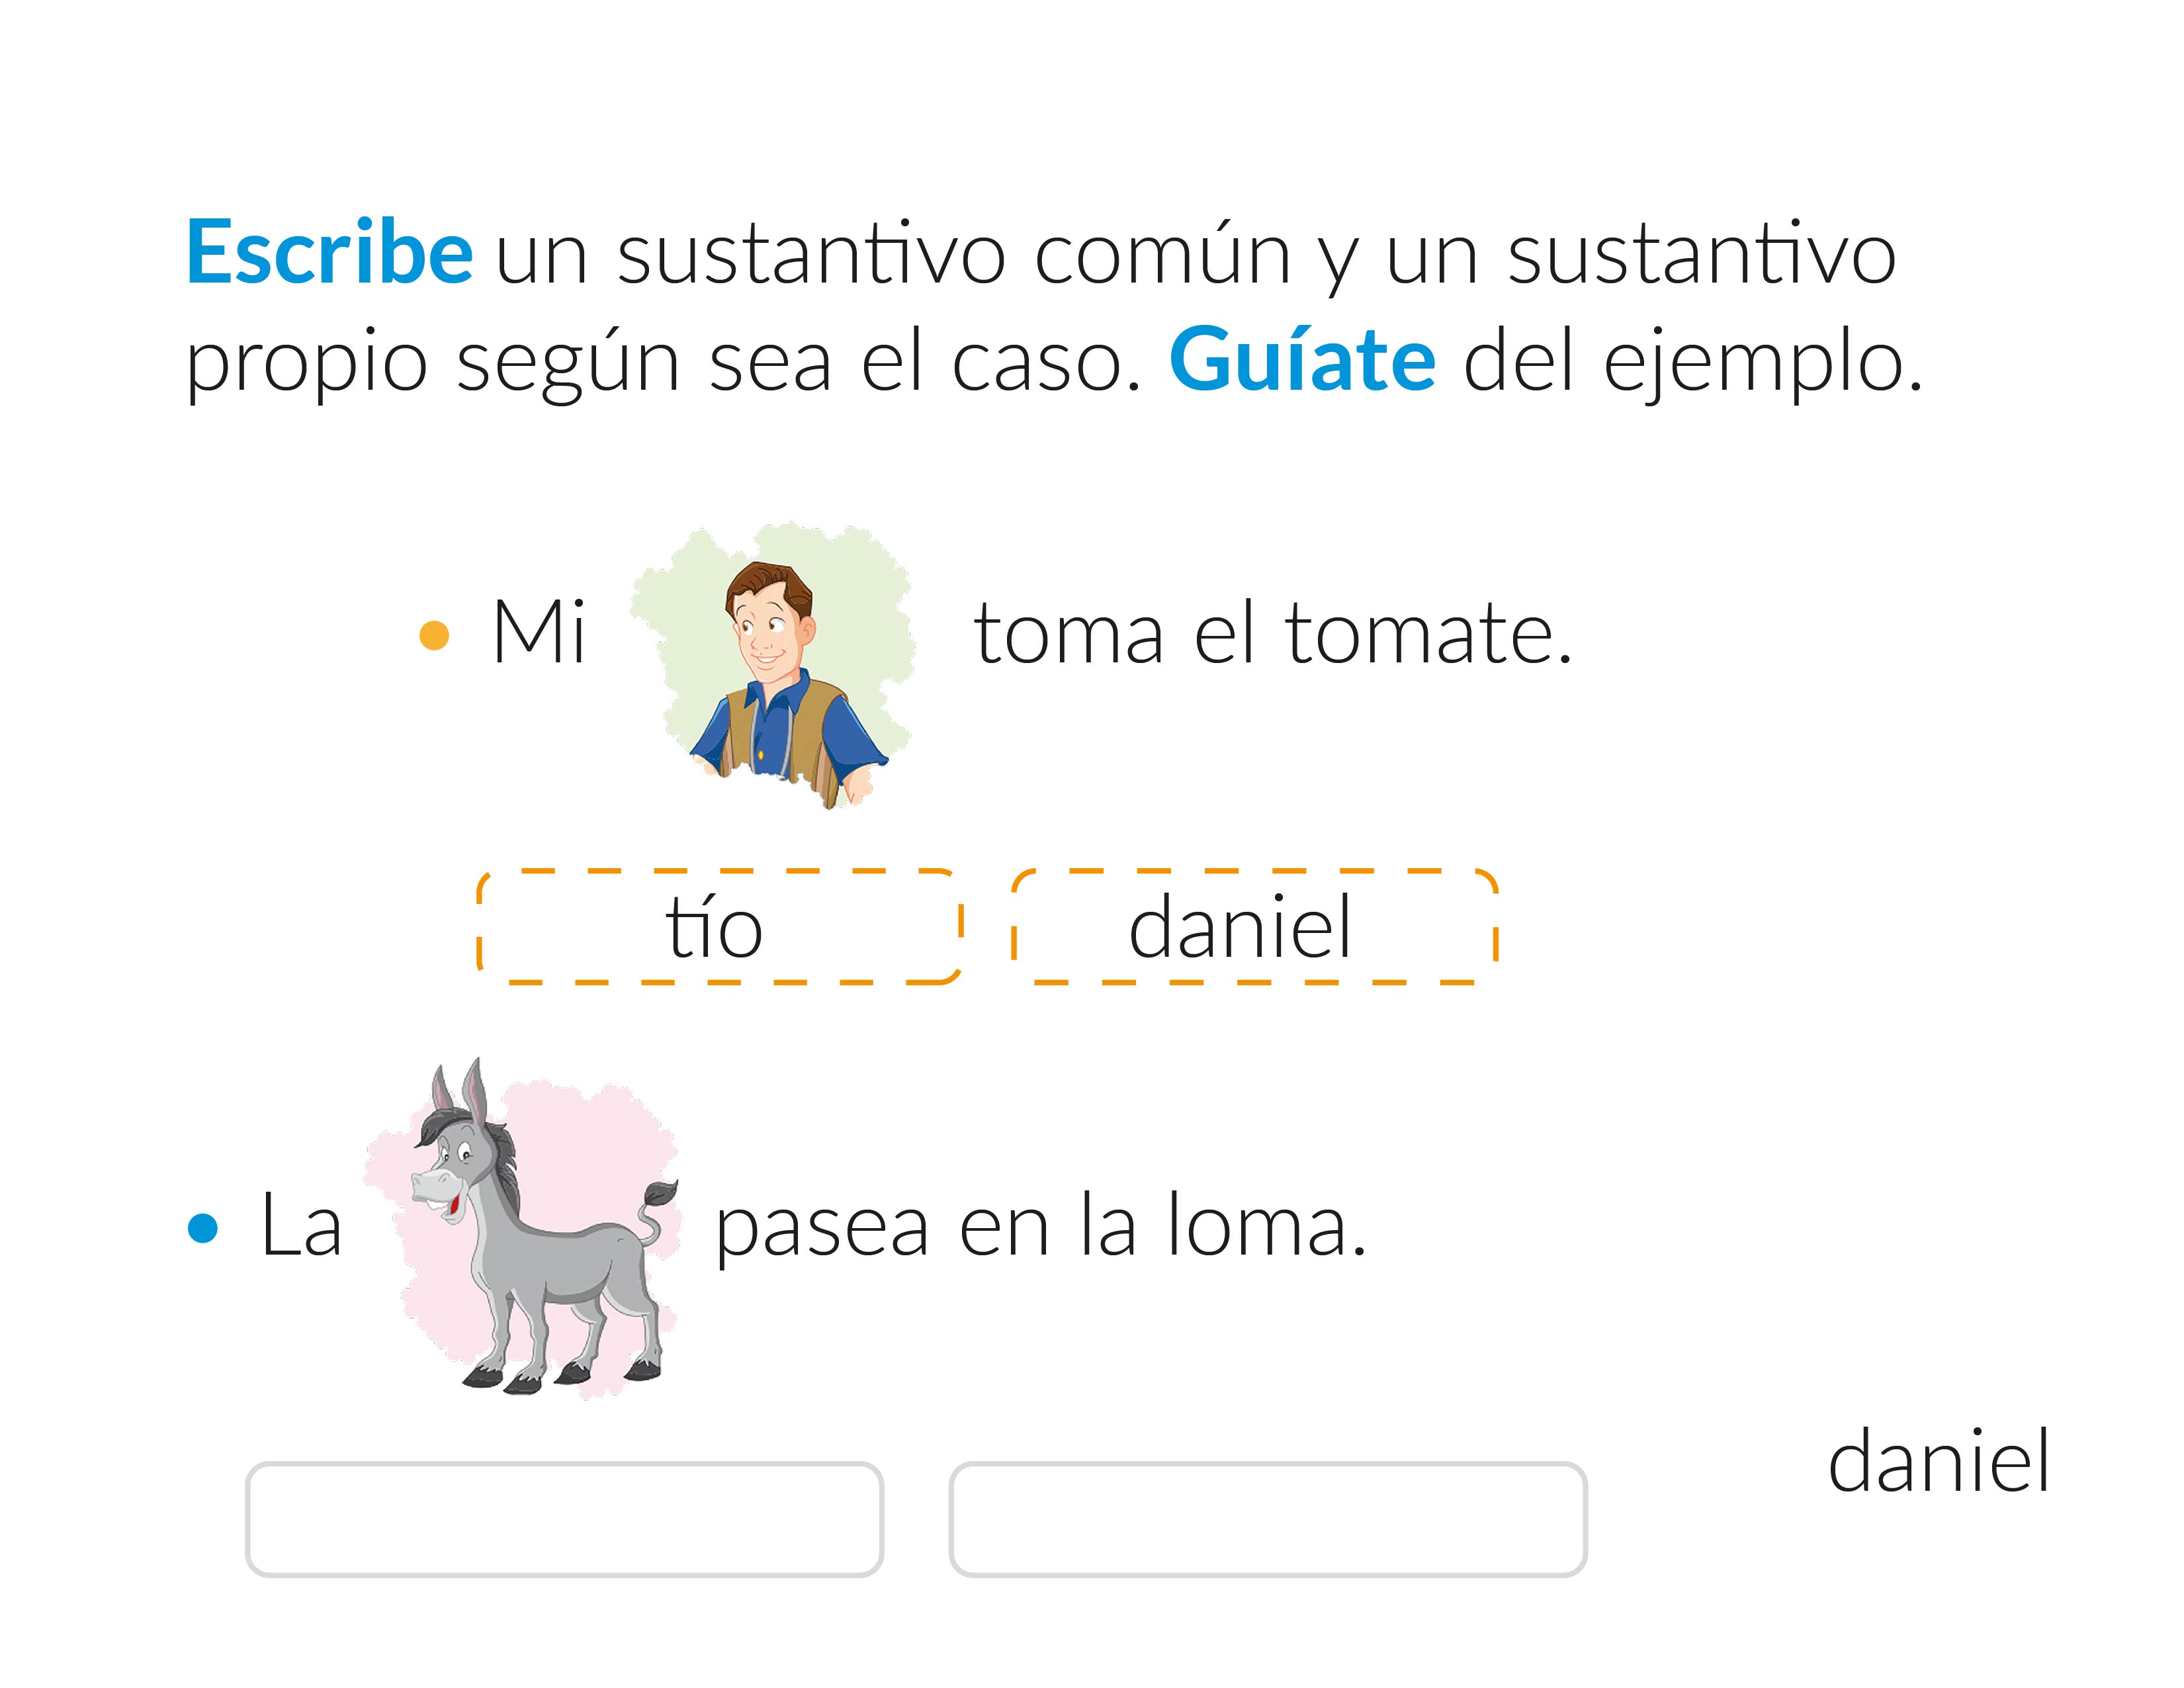 Escribe un sustantivo común y un sustantivo
propio según sea el caso. Guíate del ejemplo.
• Mi toma el tomate.
tío daniel
• La pasea en la loma.
daniel